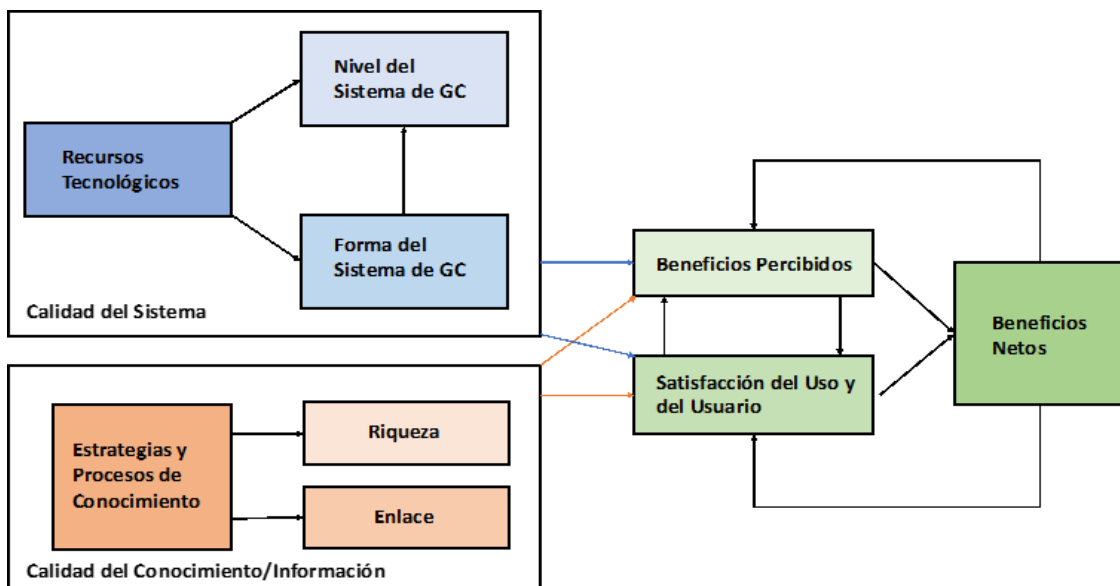 Nivel del
Sistema de GC
Recursos
Tecnológicos
Forma del
Sistema de GC
Calidad del Sistema
Beneficios Percibidos
Satisfacción del Uso y
del Usuario
Beneficios
Netos
Estrategias y
Procesos de
Conocimiento
Riqueza
Enlace
Calidad del Conocimiento/Información